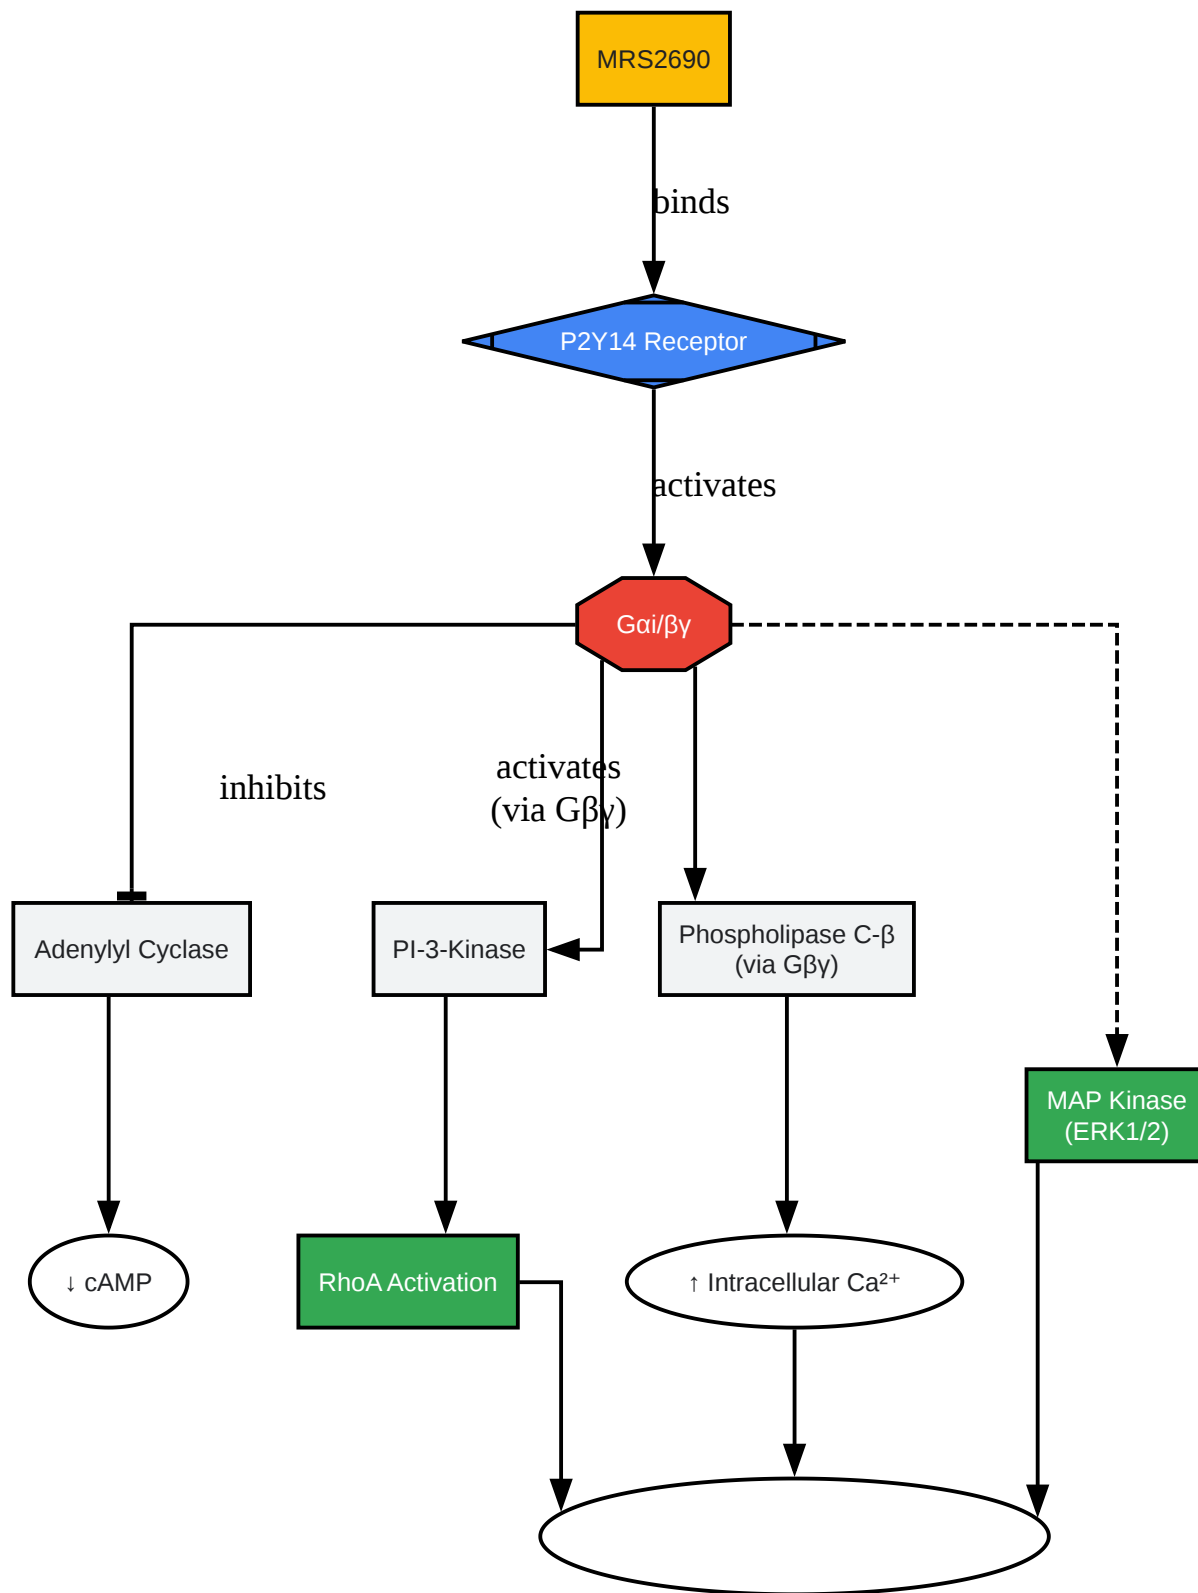 MRS2690
binds
P2Y14 Receptor
activates
Gαi/βγ
inhibits
activates
(via Gβγ)
Adenylyl Cyclase
PI-3-Kinase
Phospholipase C-β
(via Gβγ)
MAP Kinase
(ERK1/2)
↓ cAMP
RhoA Activation
↑ Intracellular Ca²⁺